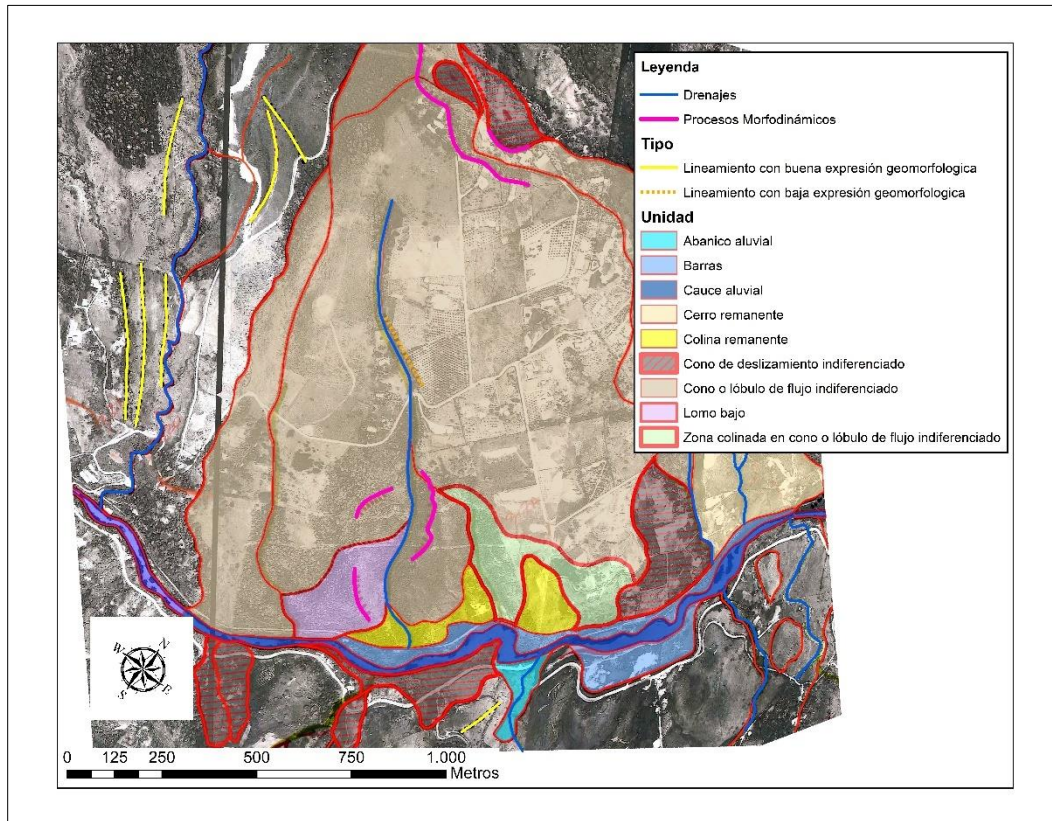 Leyenda
Drenajes
Procesos Morfodinámicos
Tipo
Lineamiento con buena expresión geomorfologica
Lineamiento con baja expresión geomorfologica
Unidad
Abanico aluvial
Barras
Cauce aluvial
Cerro remanente
Colina remanente
Cono de deslizamiento indiferenciado
Cono o lóbulo de flujo indiferenciado
Lomo bajo
Zona colinada en cono o lóbulo de flujo indiferenciado
W N
S E
0 125 250 500 750 1.000
Metros